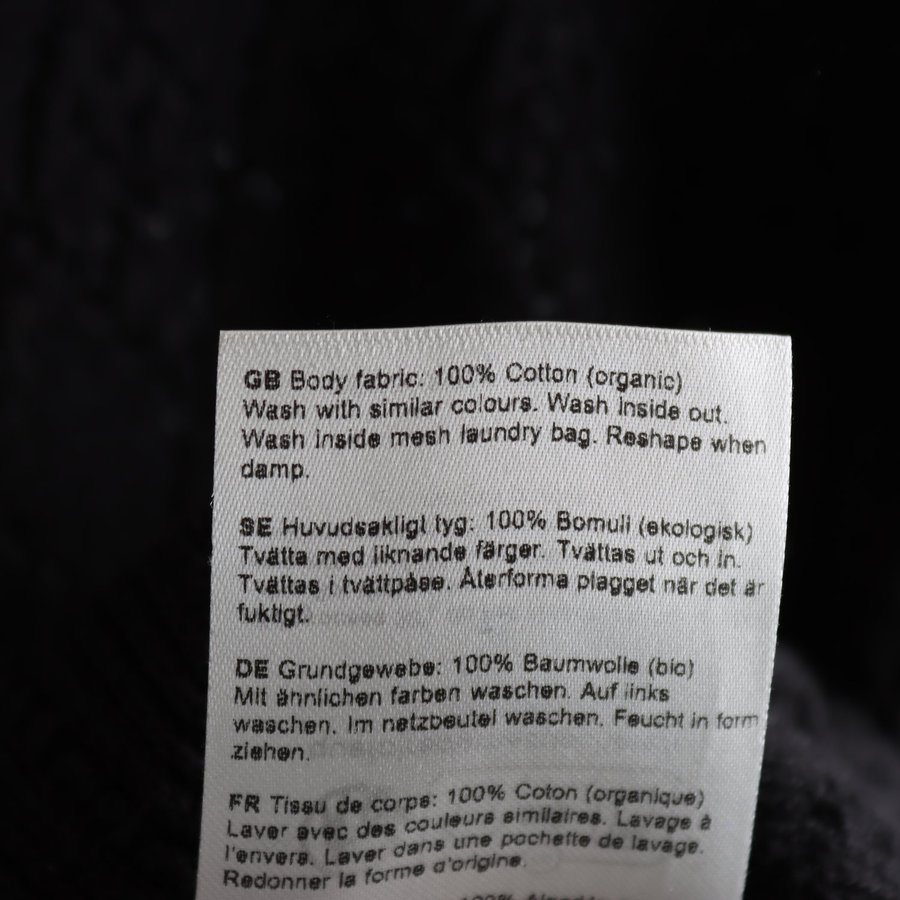 GB Body fabric: 100% Cotton (organic)
Wash with similar colours. Wash inside out.
Wash inside mesh laundry bag. Reshape when
damp.
SE Huvudsakligt tyg: 100% Bomull (ekologisk)
Tvätta med liknande färger. Tvättas ut och in.
Tvättas i tvättpåse. Återforma plagget när det är
fuktigt.
DE Grundgewebe: 100% Baumwolle (bio)
Mit ähnlichen farben waschen. Auf links
waschen. Im netzbeutel waschen. Feucht in form
ziehen.
FR Tissu de corps: 100% Coton (organique)
Laver avec des couleurs similaires. Lavage à
l'envers. Laver dans une pochette de lavage.
Redonner la forme d'origine.
100%